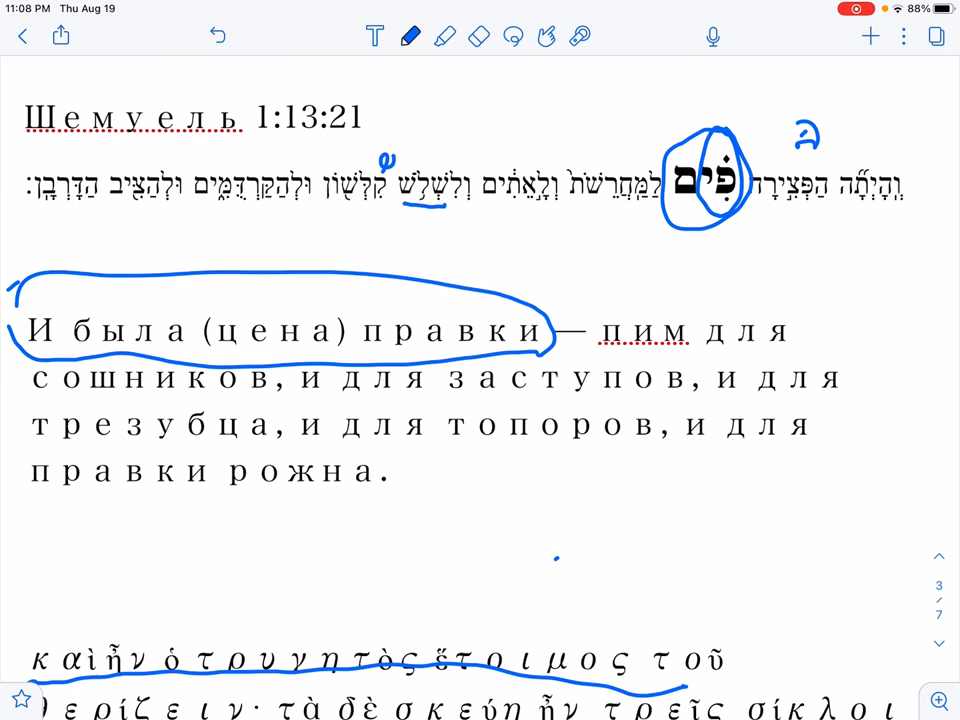 11:08 PM Thu Aug 19 88%
Шемуель 1:13:21
וְֽהָיְתָ֞ה הַפְּצִ֣ירָה פִ֗ים לַמַּֽחֲרֵשֹׁת֙ וְלָ֣אֵתִ֔ים וְלִשְׁלֹ֥שׁ קִלְּשׁ֖וֹן וּלְהַקַּרְדֻּמִּ֑ים וּלְהַצִּ֖יב הַדָּרְבָֽן׃
И была (цена) правки — пим для
сошников, и для заступов, и для
трезубца, и для топоров, и для
правки рожна.
καὶ ἦν ὁ τρυγητὸς ἕτοιμος τοῦ
θερίζειν· τὰ δὲ σκεύη ἦν τρεῖς σίκλοι
3
/
7